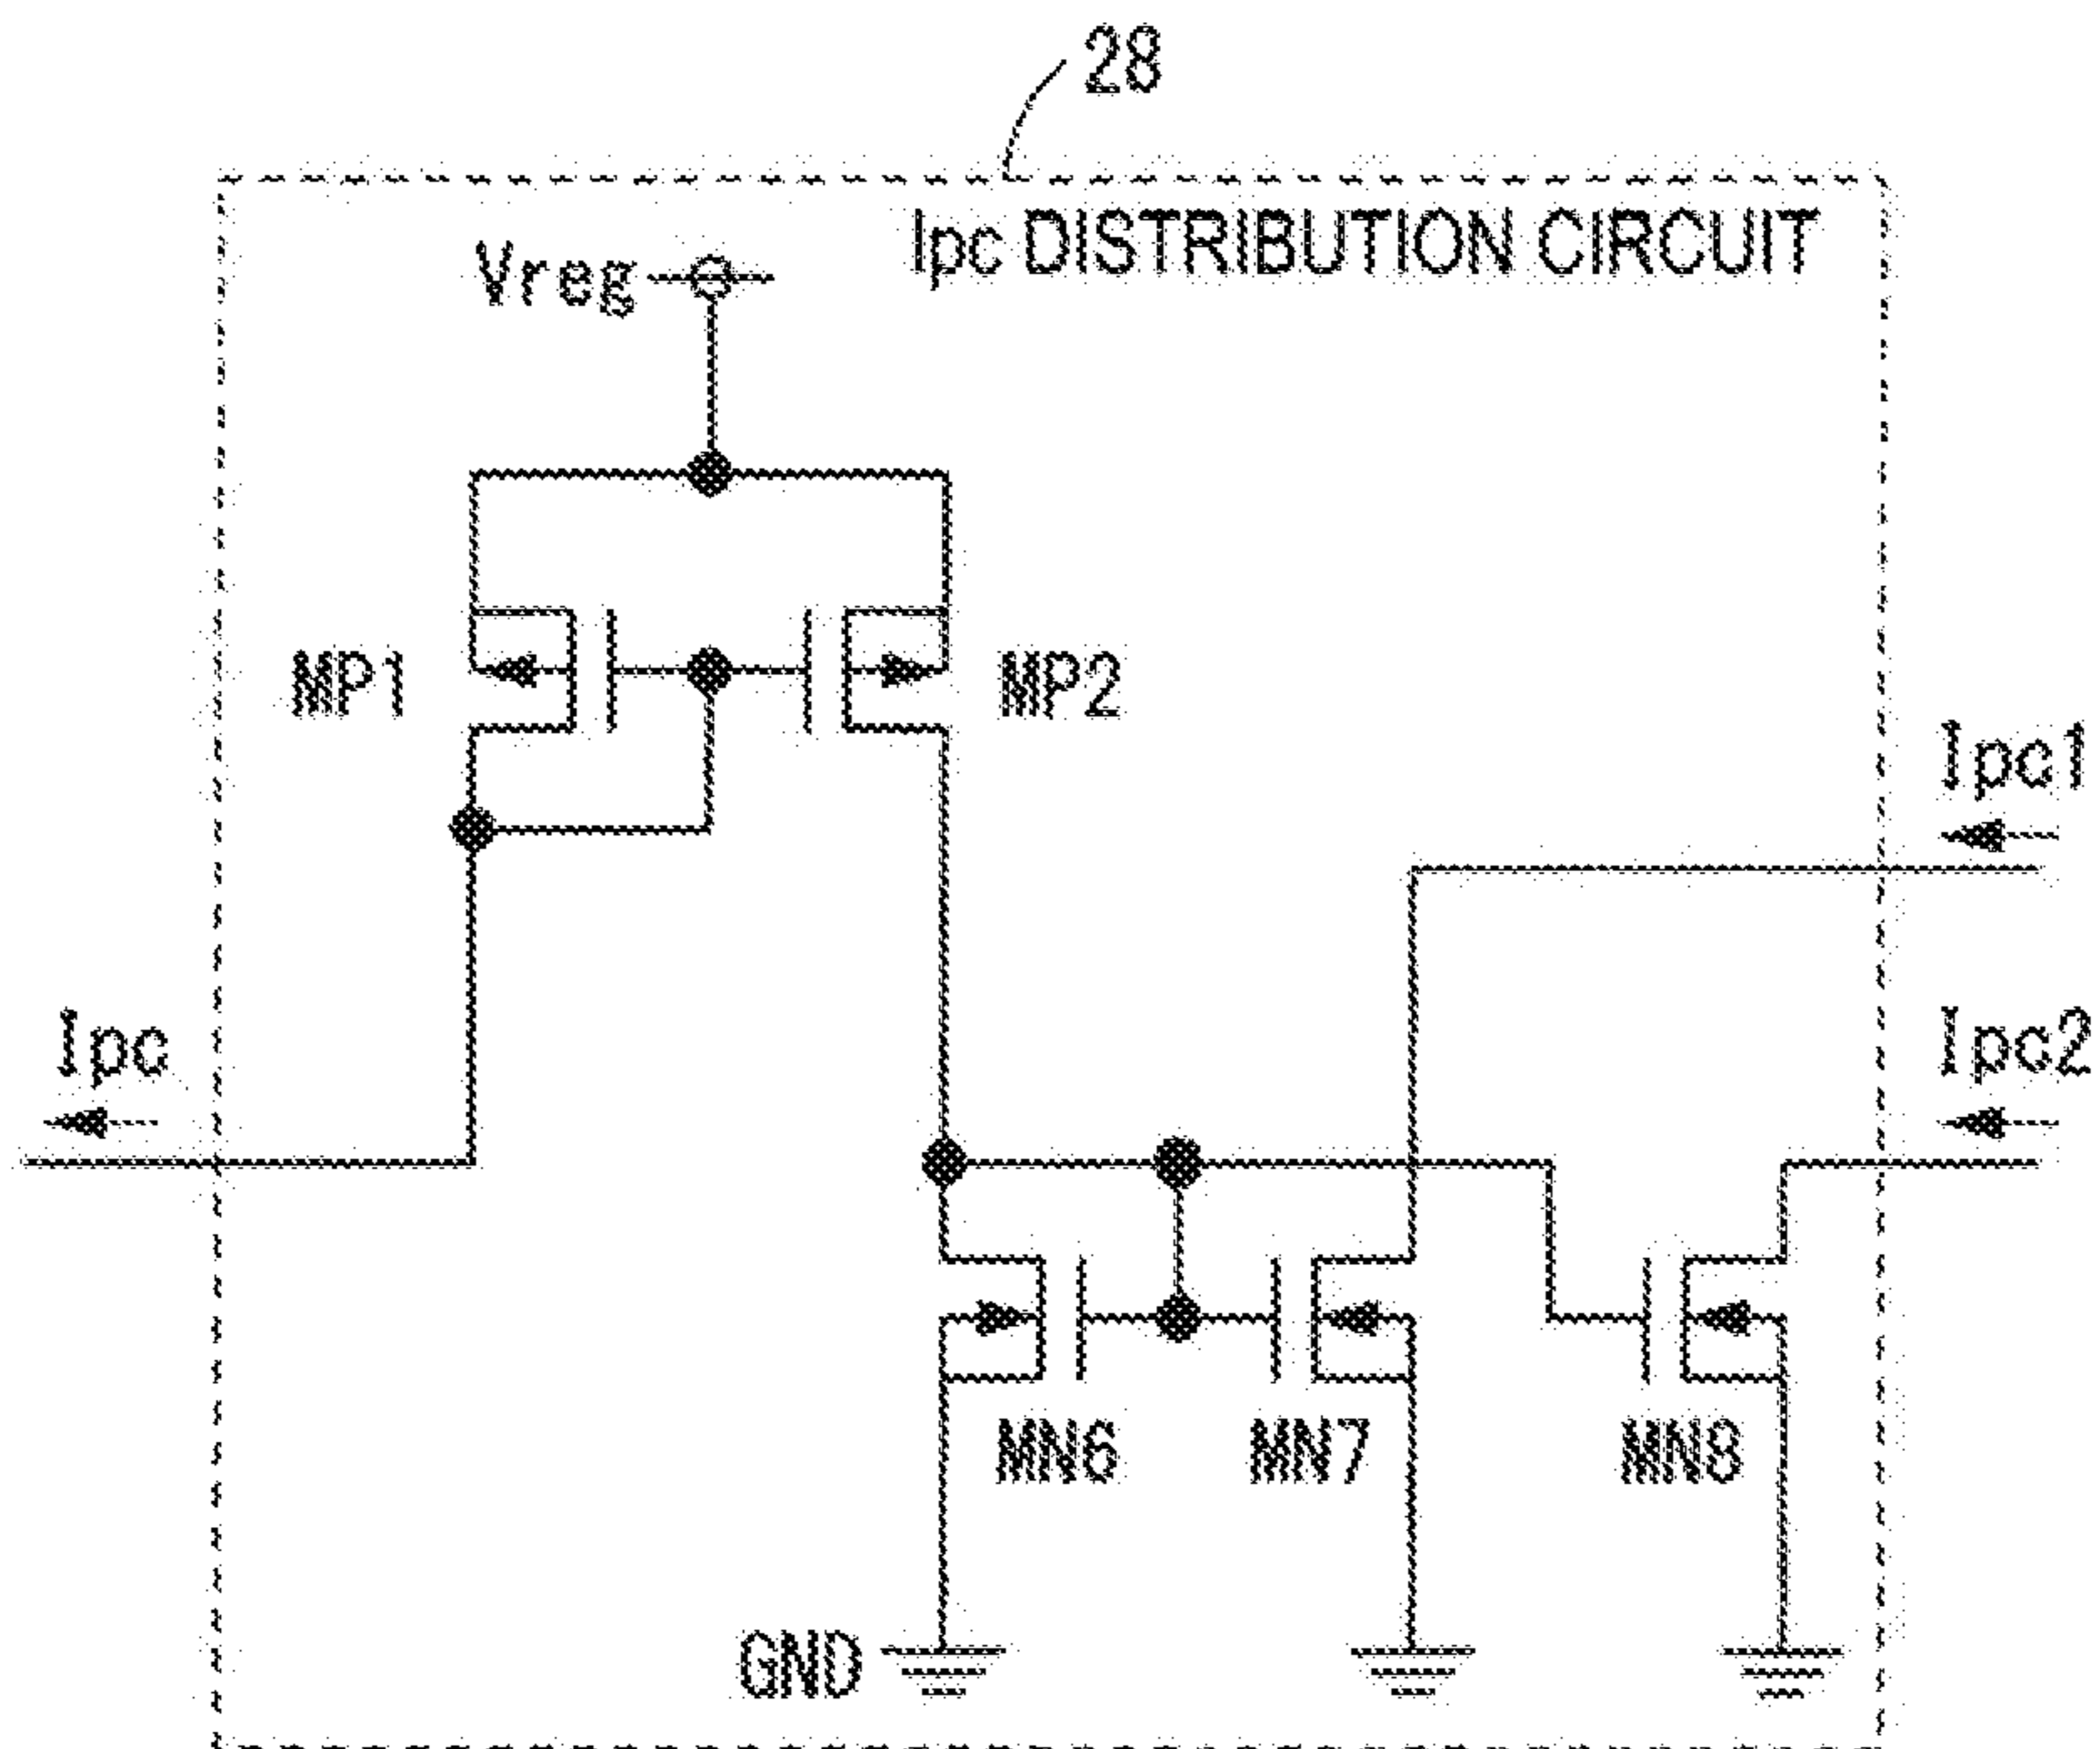 28
Ipc DISTRIBUTION CIRCUIT
Vreg
MP1
MP2
Ipc1
Ipc
Ipc2
MN6
MN7
MN8
GND